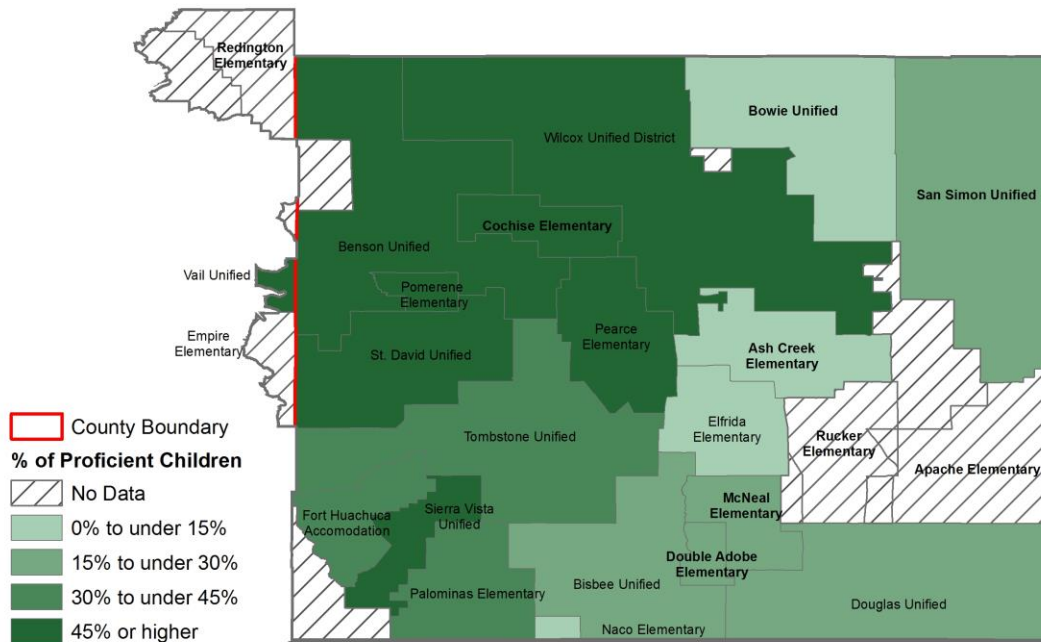 Redington
Elementary
Bowie Unified
Wilcox Unified District
San Simon Unified
Cochise Elementary
Benson Unified
Vail Unified
Pomerene
Elementary
Empire
Elementary
St. David Unified
Pearce
Elementary
Ash Creek
Elementary
Elfrida
Elementary
Tombstone Unified
Rucker
Elementary
Apache Elementary
McNeal
Elementary
Fort Huachuca
Accomodation
Sierra Vista
Unified
Double Adobe
Elementary
Bisbee Unified
Palominas Elementary
Douglas Unified
Naco Elementary
County Boundary
% of Proficient Children
No Data
0% to under 15%
15% to under 30%
30% to under 45%
45% or higher